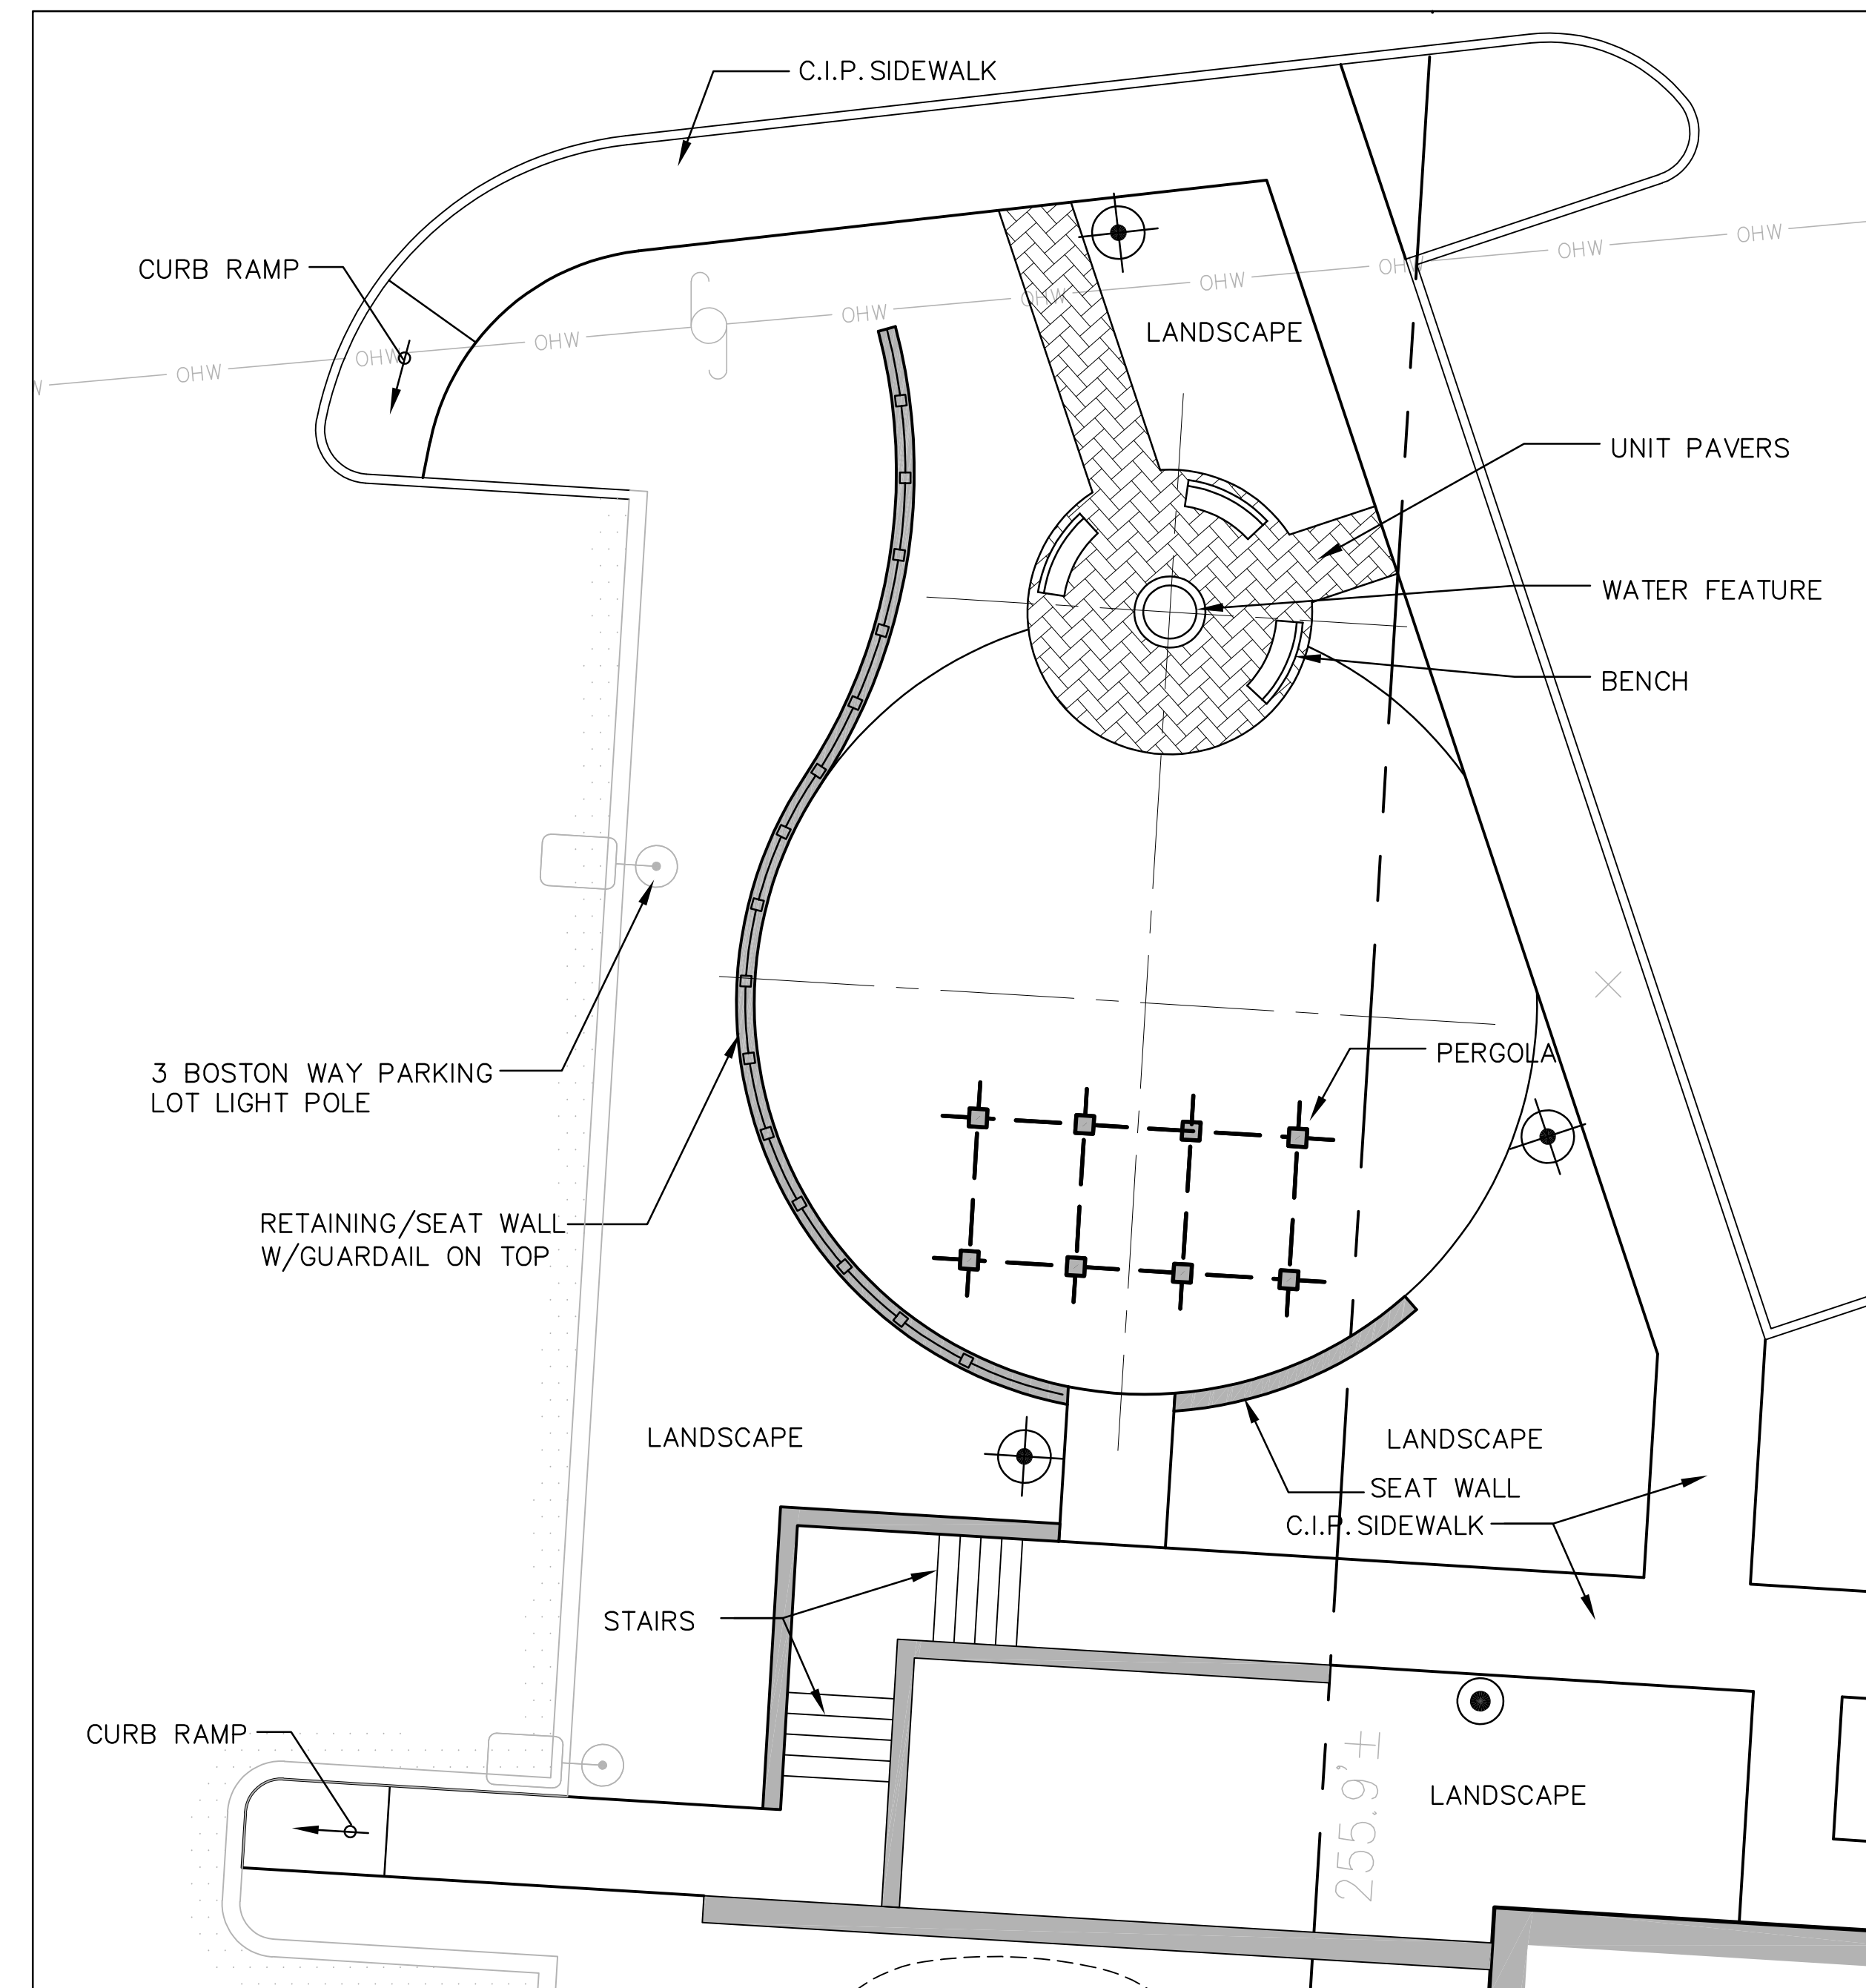 C.I.P. SIDEWALK
CURB RAMP
OHW
OHW
OHW
OHW
OHW
OHW
OHW
OHW
OHW
LANDSCAPE
UNIT PAVERS
WATER FEATURE
BENCH
PERGOLA
3 BOSTON WAY PARKING
LOT LIGHT POLE
RETAINING/SEAT WALL
W/GUARDAIL ON TOP
LANDSCAPE
LANDSCAPE
SEAT WALL
C.I.P. SIDEWALK
STAIRS
CURB RAMP
LANDSCAPE
255.9'±